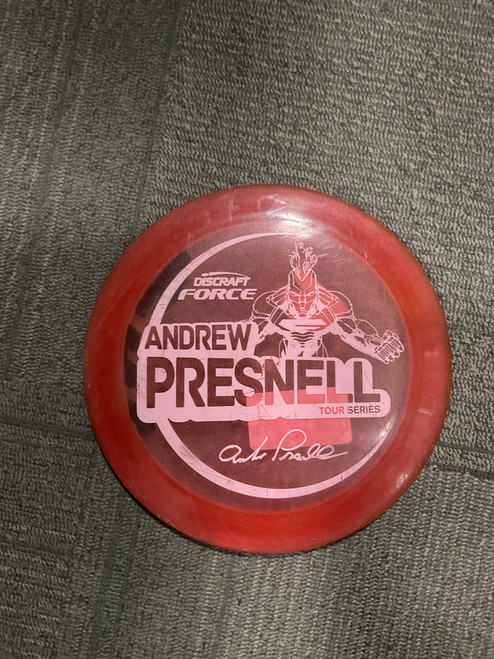 DISCRAFT
FORCE
ANDREW
PRESNELL
TOUR SERIES